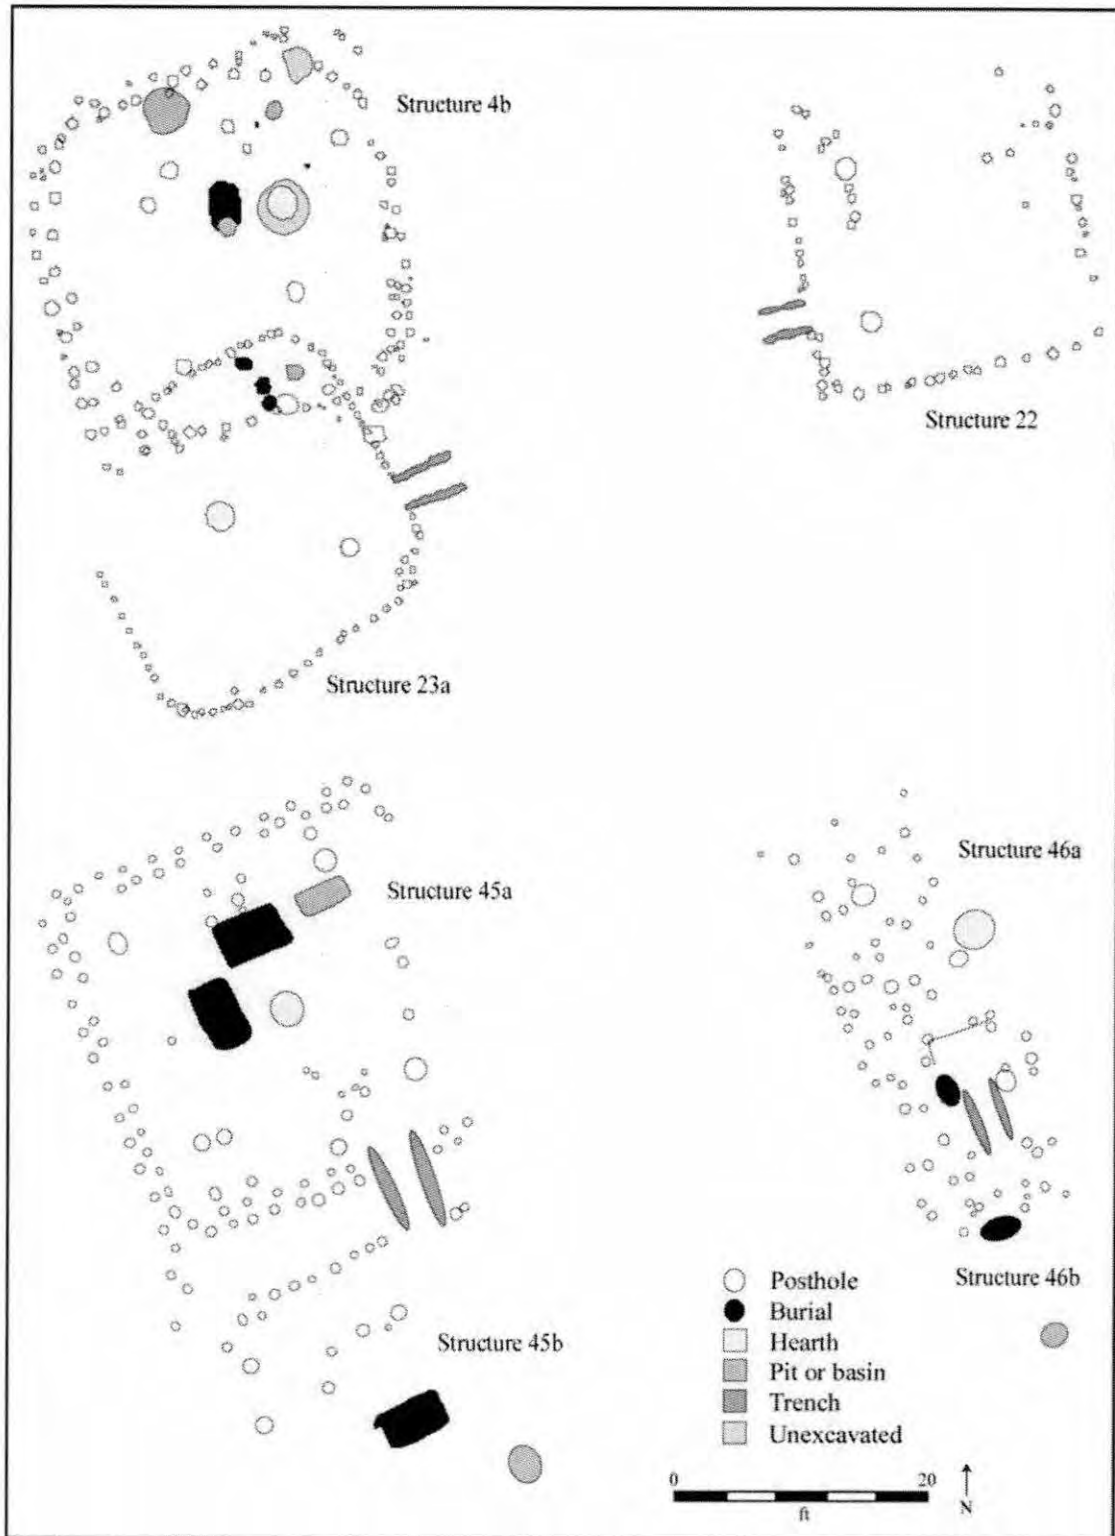 Structure 4b
Structure 22
Structure 23a
Structure 45a
Structure 46a
Structure 45b
Structure 46b
Posthole
Burial
Hearth
Pit or basin
Trench
Unexcavated
0 20
ft
N